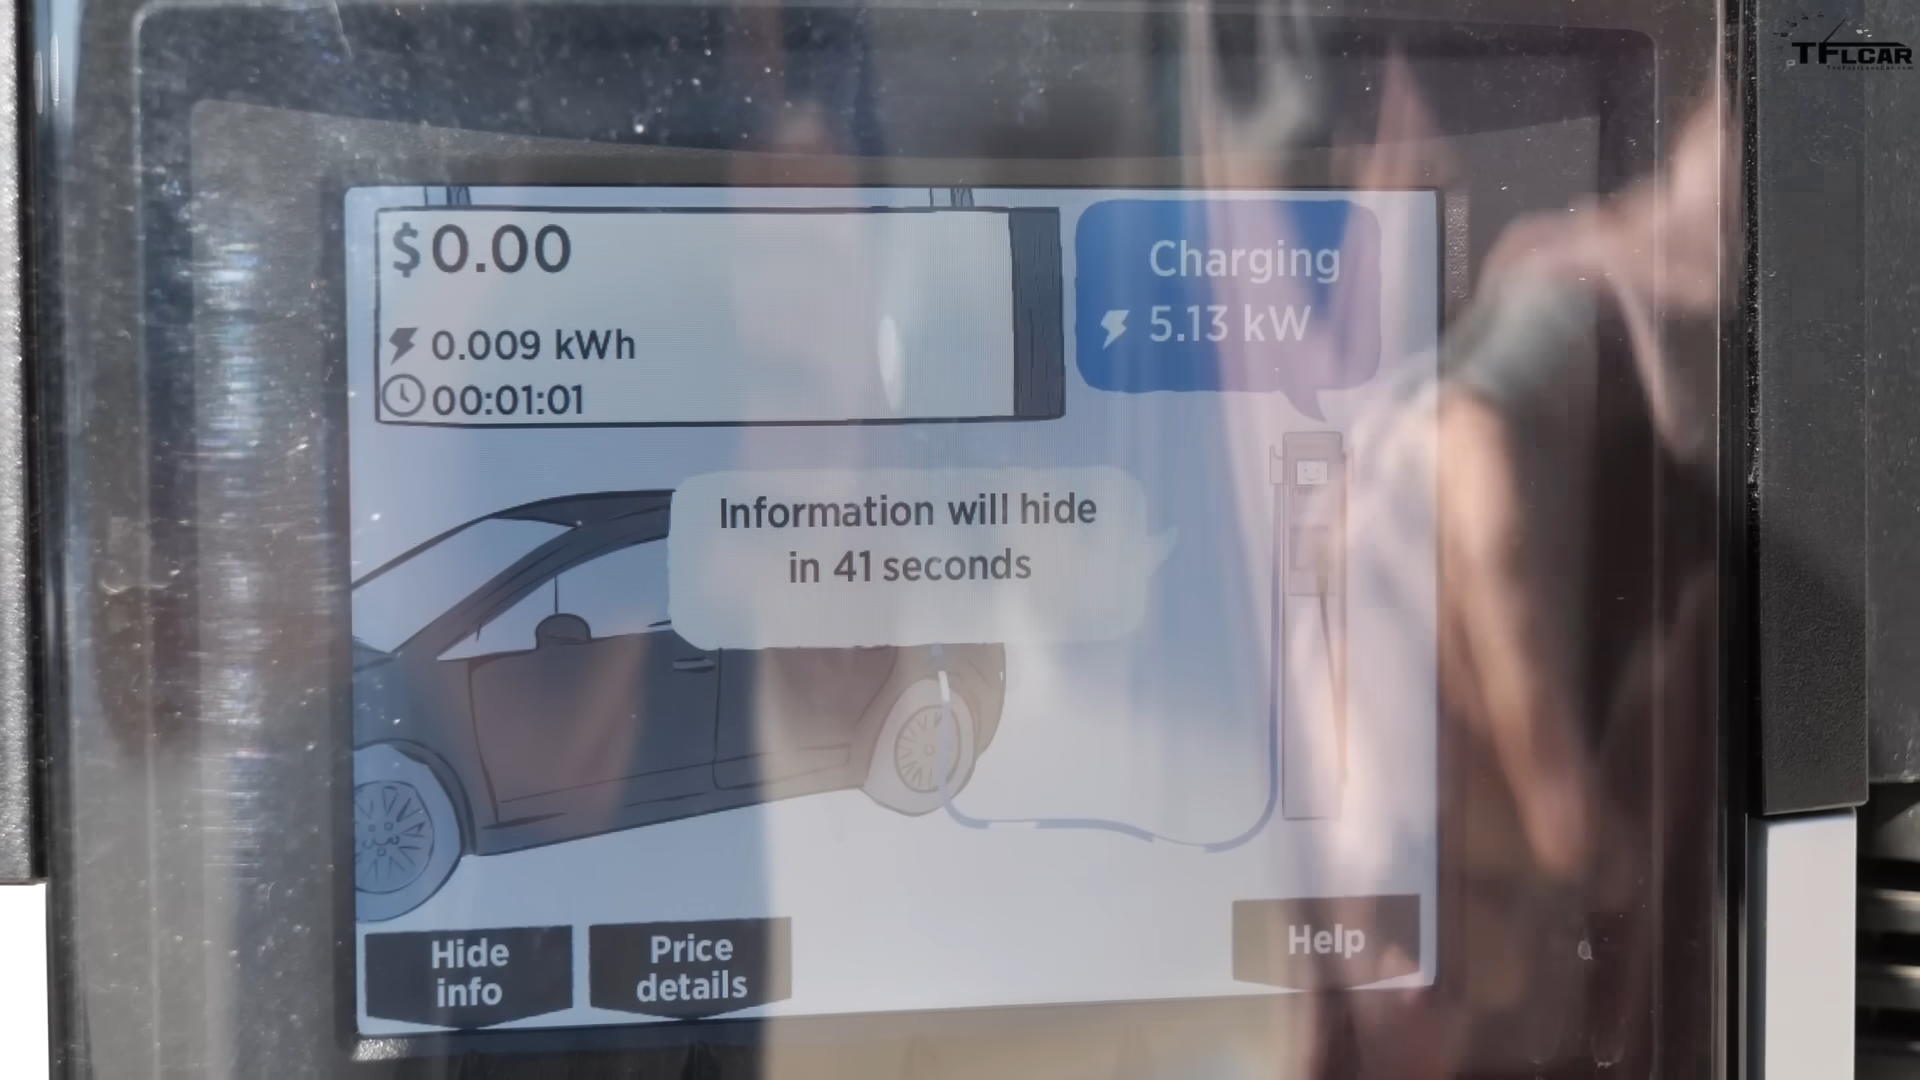 TFLCAR
$0.00
0.009 kWh
00:01:01
Charging
5.13 kW
Information will hide
in 41 seconds
Hide
info
Price
details
Help